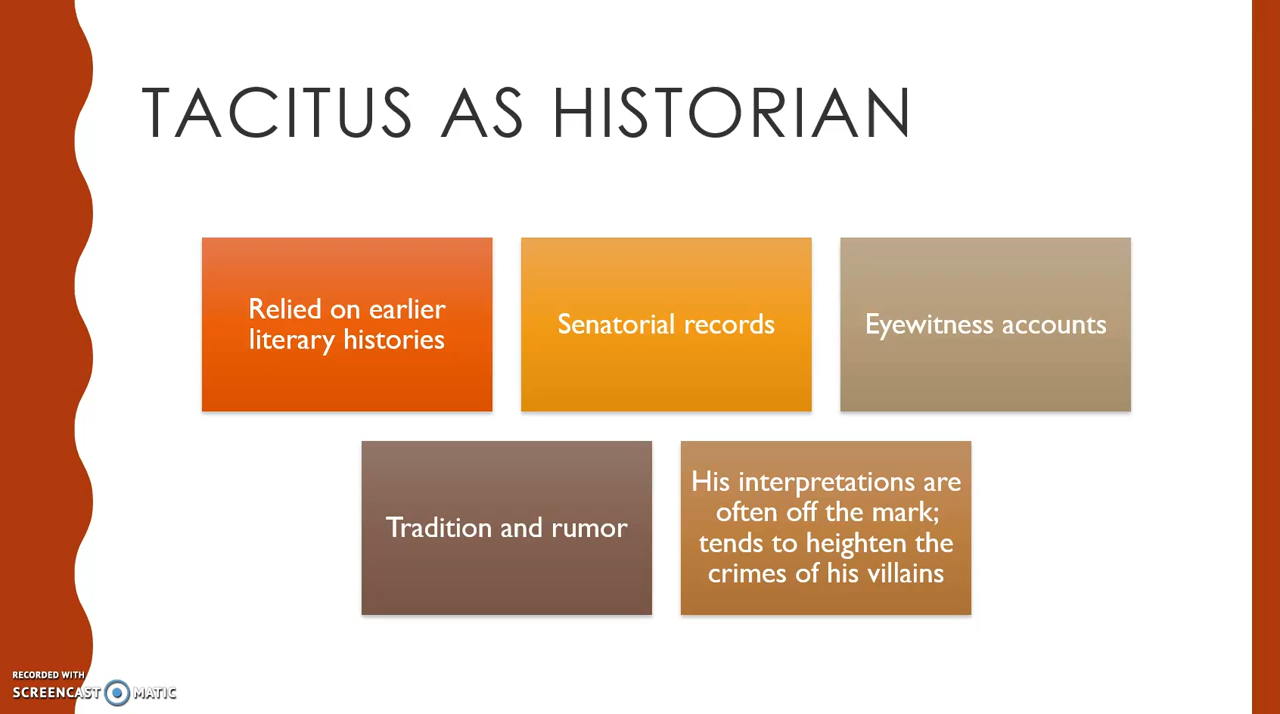 TACITUS AS HISTORIAN
Relied on earlier
literary histories
Senatorial records
Eyewitness accounts
Tradition and rumor
His interpretations are
often off the mark;
tends to heighten the
crimes of his villains
RECORDED WITH
SCREENCAST MATIC